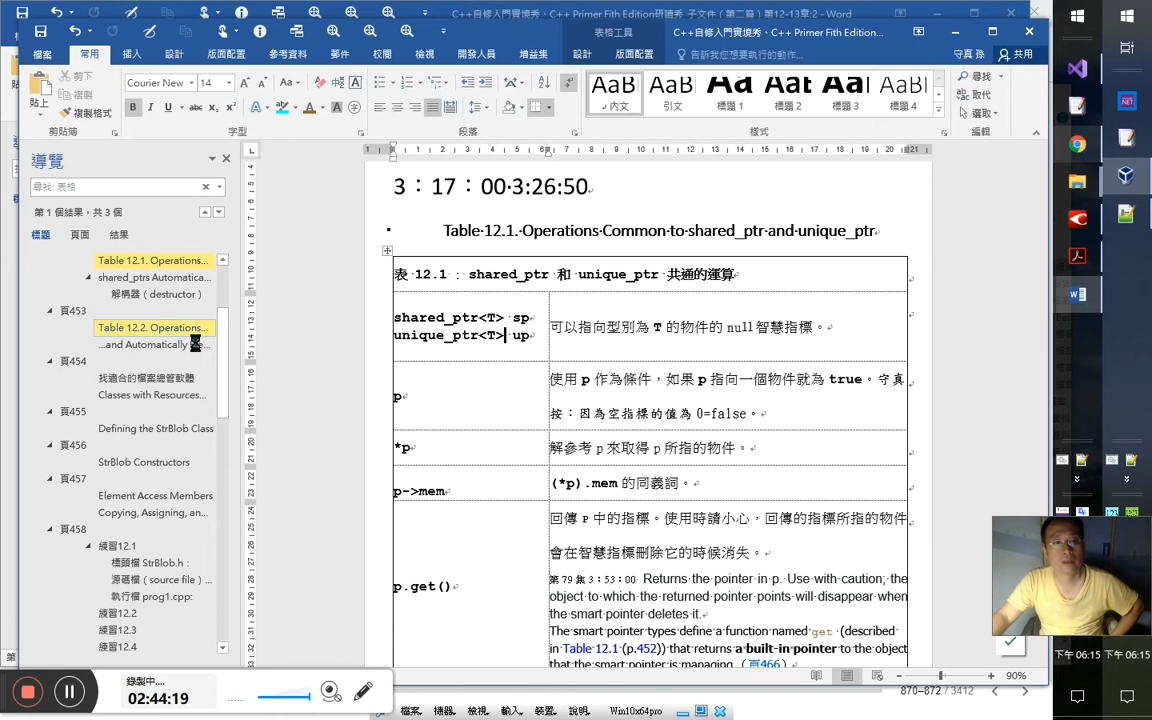 C++自修入門實境秀、C++ Primer Fith Edition研讀秀 子文件（第二篇）第12-13章:2 - Word
表格工具
C++自修入門實境秀、C++ Primer Fith Edition...
檔案
常用
插入
設計
版面配置
參考資料
郵件
校閱
檢視
開發人員
增益集
設計
版面配置
告訴我您想要執行的動作...
守真 孫
共用
貼上
剪下
複製
複製格式
剪貼簿
Courier New
14
字型
段落
AaB
內文
AaB
引文
AaB
標題 1
Aat
標題 2
AaB
標題 3
AaBb
標題 4
樣式
尋找
取代
選取
編輯
導覽
尋找: 表格
第 1 個結果，共 3 個
標題
頁面
結果
Table 12.1. Operations...
shared_ptrs Automatica...
解構器（destructor）
頁453
Table 12.2. Operations...
...and Automatically
頁454
找適合的檔案總管軟體
Classes with Resources...
頁455
Defining the StrBlob Class
頁456
StrBlob Constructors
頁457
Element Access Members
Copying, Assigning, an...
頁458
練習12.1
標頭檔 StrBlob.h：
源碼檔（source file）...
執行檔 prog1.cpp:
練習12.2
練習12.3
練習12.4
3：17：00·3:26:50
Table·12.1.·Operations·Common·to·shared_ptr·and·unique_ptr
表·12.1：shared_ptr 和 unique_ptr 共通的運算
shared_ptr<T> sp
unique_ptr<T> up
可以指向型別為 T 的物件的 null 智慧指標。
p
使用 p 作為條件，如果 p 指向一個物件就為 true。守真
按：因為空指標的值為 0=false。
*p
解參考 p 來取得 p 所指的物件。
p->mem
(*p).mem 的同義詞。
p.get()
回傳 P 中的指標。使用時請小心，回傳的指標所指的物件
會在智慧指標刪除它的時候消失。
第 79 集 3：53：00 Returns the pointer in p. Use with caution; the
object to which the returned pointer points will disappear when
the smart pointer deletes it.
The smart pointer types define a function named get (described
in Table 12.1 (p.452)) that returns a built-in pointer to the object
that the smart pointer is managing.（頁466）
錄製中....
02:44:19
870–872 / 3412
90%
檔案,
機器,
檢視,
輸入,
裝置,
說明,
Win10x64pro
下午 06:15
下午 06:15